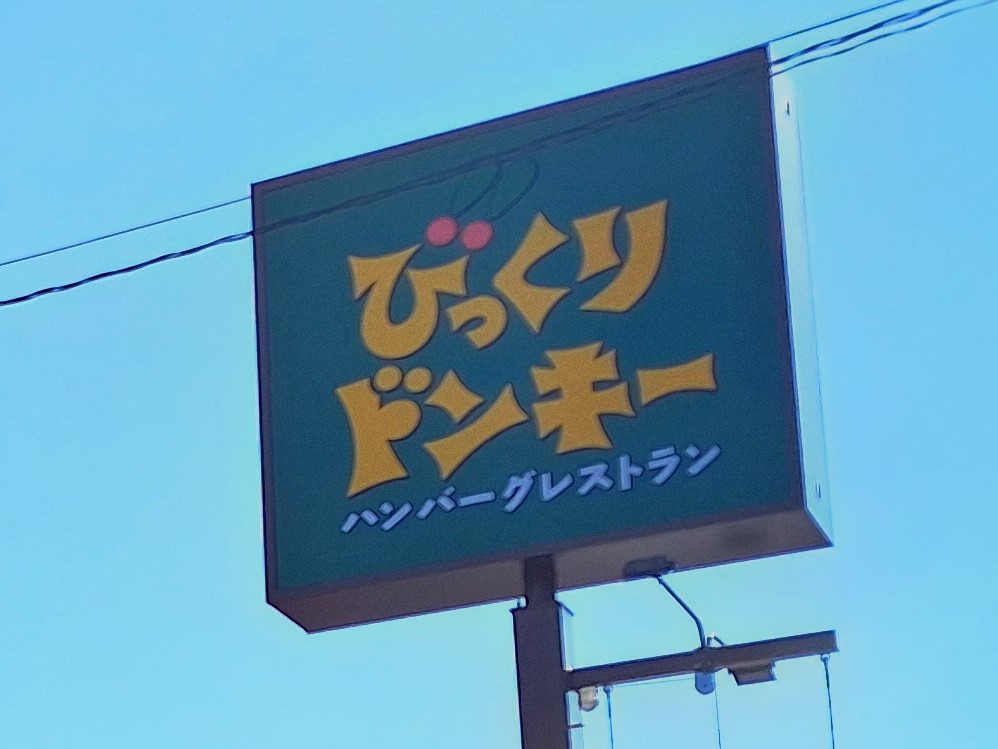 びっくり
ドンキー
ハンバーグレストラン